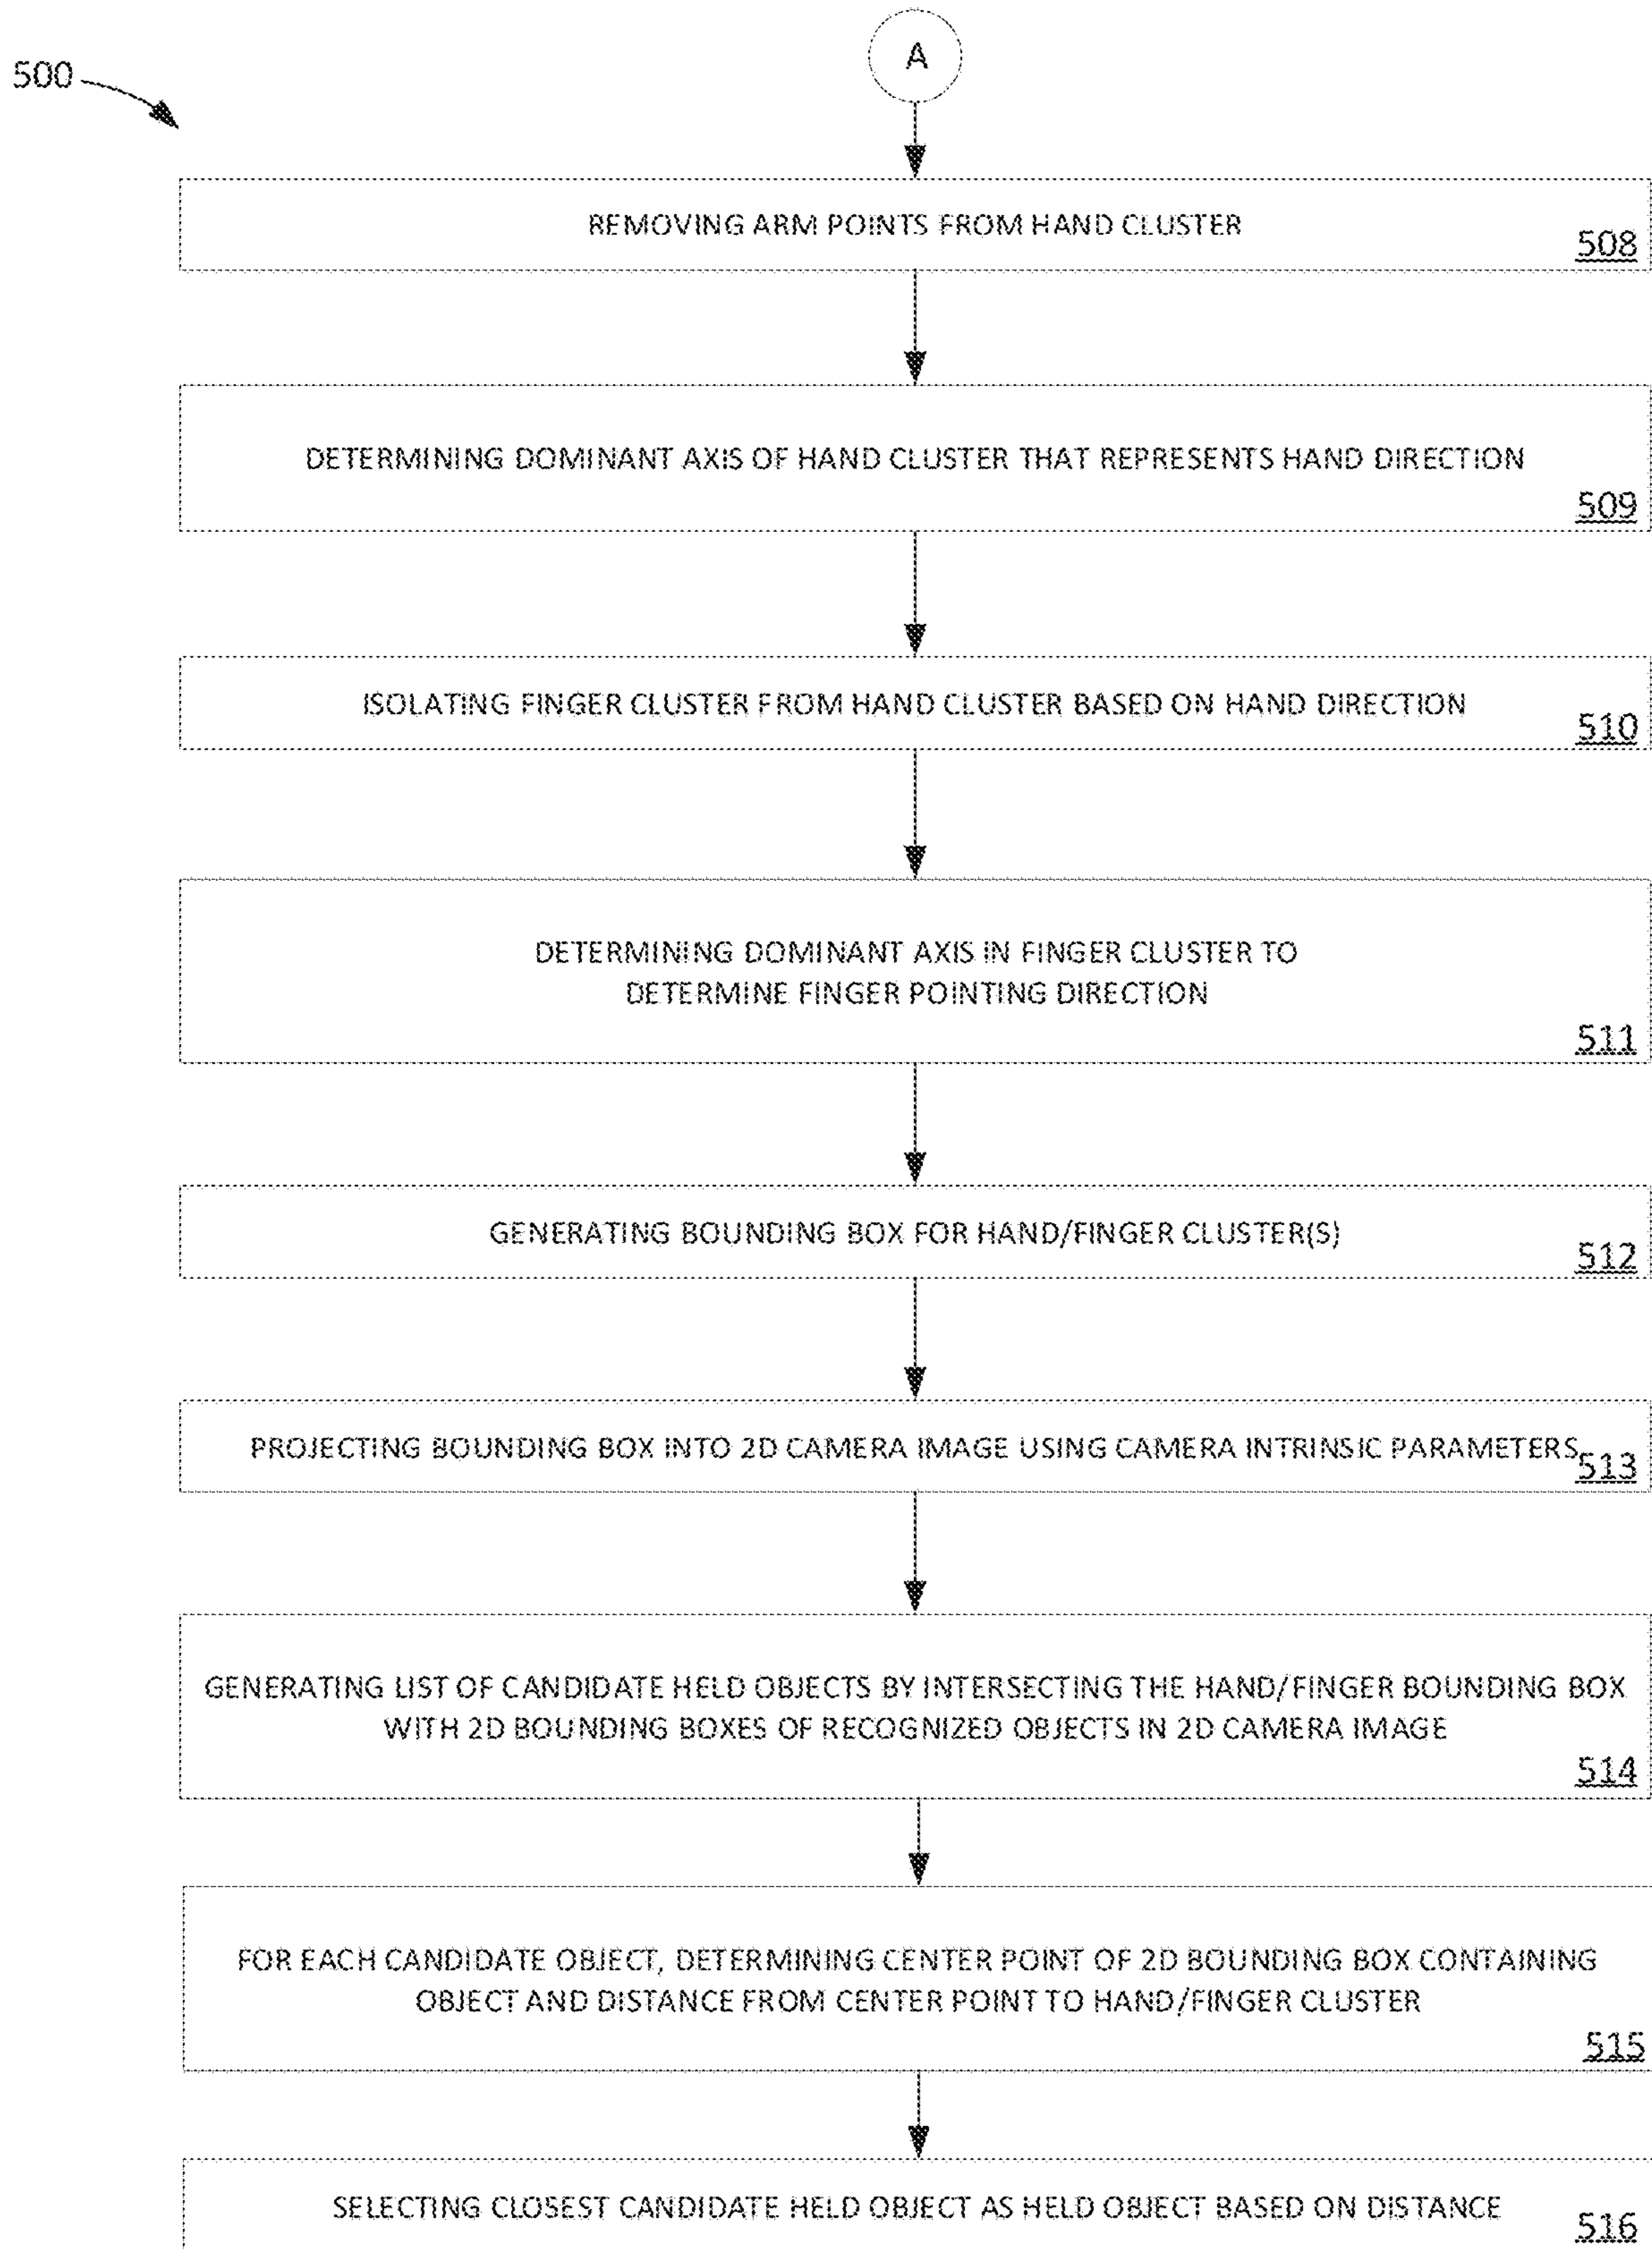 A
500
REMOVING ARM POINTS FROM HAND CLUSTER
508
DETERMINING DOMINANT AXIS OF HAND CLUSTER THAT REPRESENTS HAND DIRECTION
509
ISOLATING FINGER CLUSTER FROM HAND CLUSTER BASED ON HAND DIRECTION
510
DETERMINING DOMINANT AXIS IN FINGER CLUSTER TO
DETERMINE FINGER POINTING DIRECTION
511
GENERATING BOUNDING BOX FOR HAND/FINGER CLUSTER(S)
512
PROJECTING BOUNDING BOX INTO 2D CAMERA IMAGE USING CAMERA INTRINSIC PARAMETERS
513
GENERATING LIST OF CANDIDATE HELD OBJECTS BY INTERSECTING THE HAND/FINGER BOUNDING BOX
WITH 2D BOUNDING BOXES OF RECOGNIZED OBJECTS IN 2D CAMERA IMAGE
514
FOR EACH CANDIDATE OBJECT, DETERMINING CENTER POINT OF 2D BOUNDING BOX CONTAINING
OBJECT AND DISTANCE FROM CENTER POINT TO HAND/FINGER CLUSTER
515
SELECTING CLOSEST CANDIDATE HELD OBJECT AS HELD OBJECT BASED ON DISTANCE
516